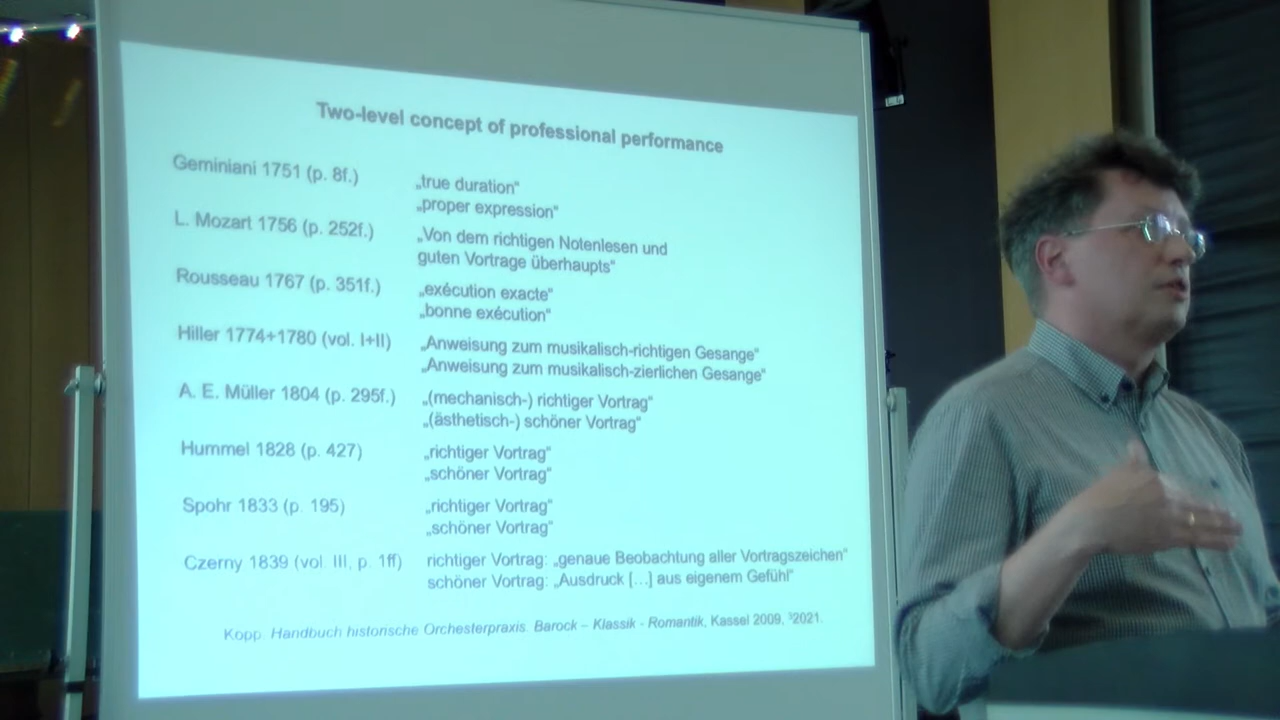 Two-level concept of professional performance
Geminiani 1751 (p. 8f.) „true duration“
„proper expression“
L. Mozart 1756 (p. 252f.) „Von dem richtigen Notenlesen und
guten Vortrage überhaupts“
Rousseau 1767 (p. 351f.) „exécution exacte“
„bonne exécution“
Hiller 1774+1780 (vol. I+II) „Anweisung zum musikalisch-richtigen Gesange“
„Anweisung zum musikalisch-zierlichen Gesange“
A. E. Müller 1804 (p. 295f.) „(mechanisch-) richtiger Vortrag“
„(ästhetisch-) schöner Vortrag“
Hummel 1828 (p. 427) „richtiger Vortrag“
„schöner Vortrag“
Spohr 1833 (p. 195) „richtiger Vortrag“
„schöner Vortrag“
Czerny 1839 (vol. III, p. 1ff) richtiger Vortrag: „genaue Beobachtung aller Vortragszeichen“
schöner Vortrag: „Ausdruck [...] aus eigenem Gefühl“
Kopp. Handbuch historische Orchesterpraxis. Barock – Klassik - Romantik, Kassel 2009, ³2021.